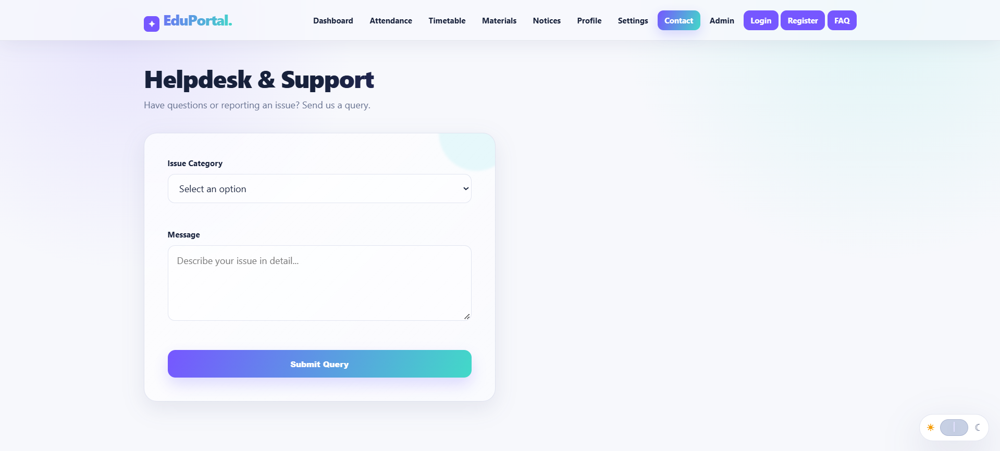 EduPortal.
Dashboard Attendance Timetable Materials Notices Profile Settings Contact Admin Login Register FAQ
Helpdesk & Support
Have questions or reporting an issue? Send us a query.
Issue Category
Select an option
Message
Describe your issue in detail...
Submit Query